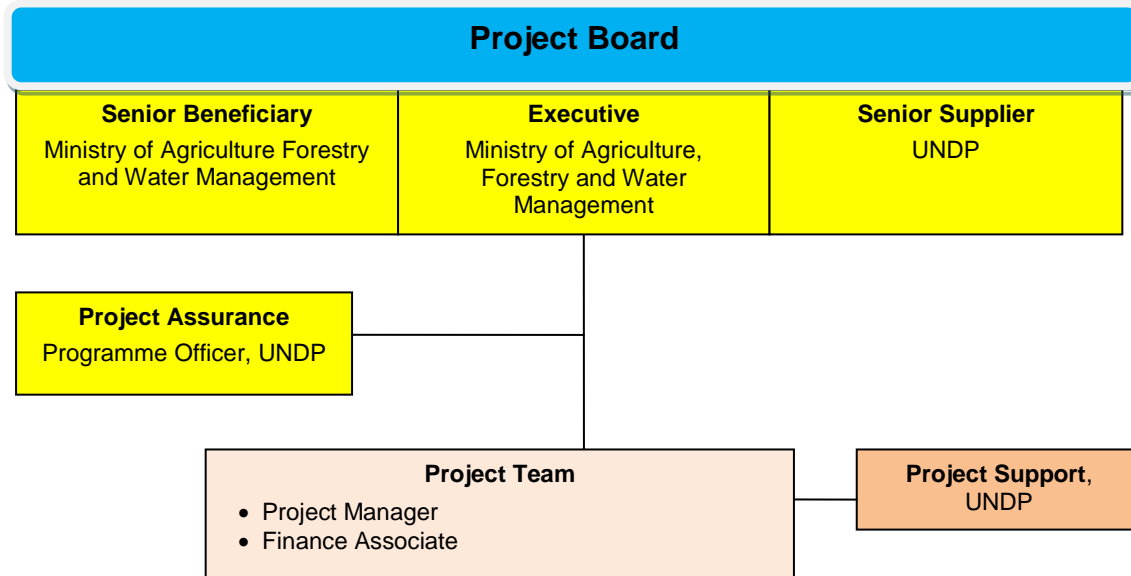 Project Board
Senior Beneficiary
Ministry of Agriculture Forestry
and Water Management
Executive
Ministry of Agriculture,
Forestry and Water
Management
Senior Supplier
UNDP
Project Assurance
Programme Officer, UNDP
Project Team
• Project Manager
• Finance Associate
Project Support,
UNDP